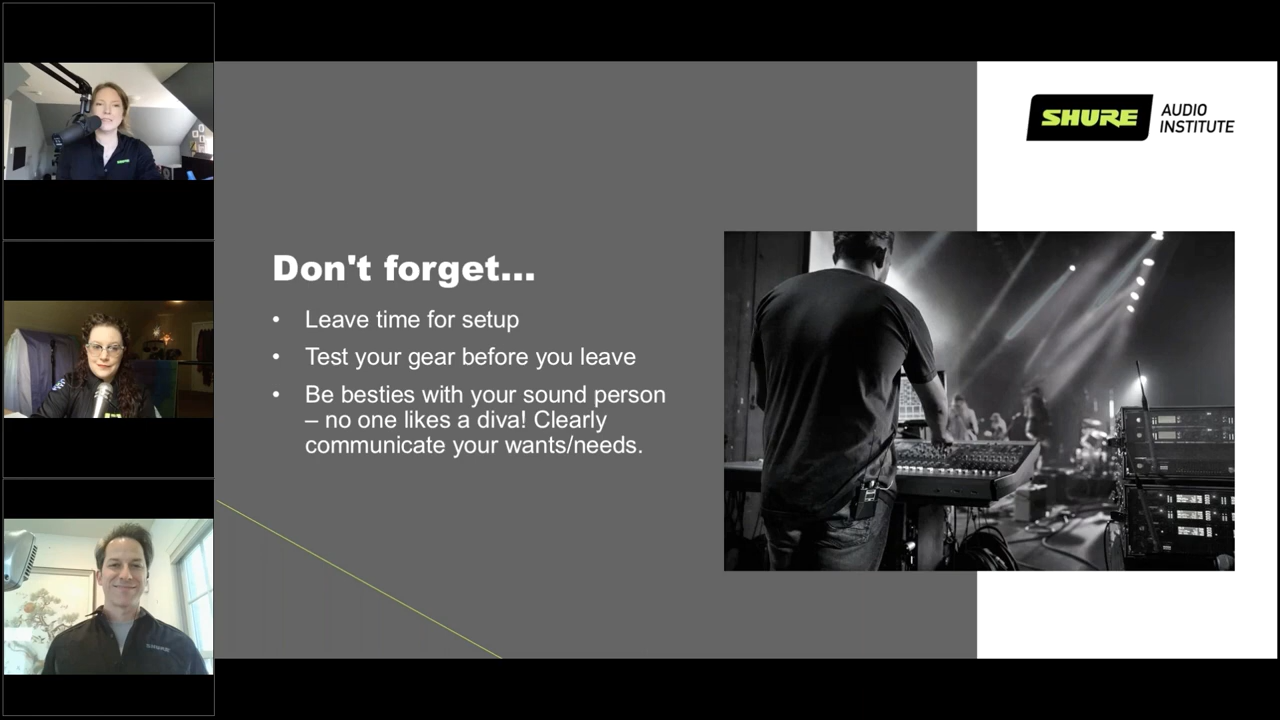 SHURE
AUDIO
INSTITUTE
Don't forget...
• Leave time for setup
• Test your gear before you leave
• Be besties with your sound person
– no one likes a diva! Clearly
communicate your wants/needs.
SHURE